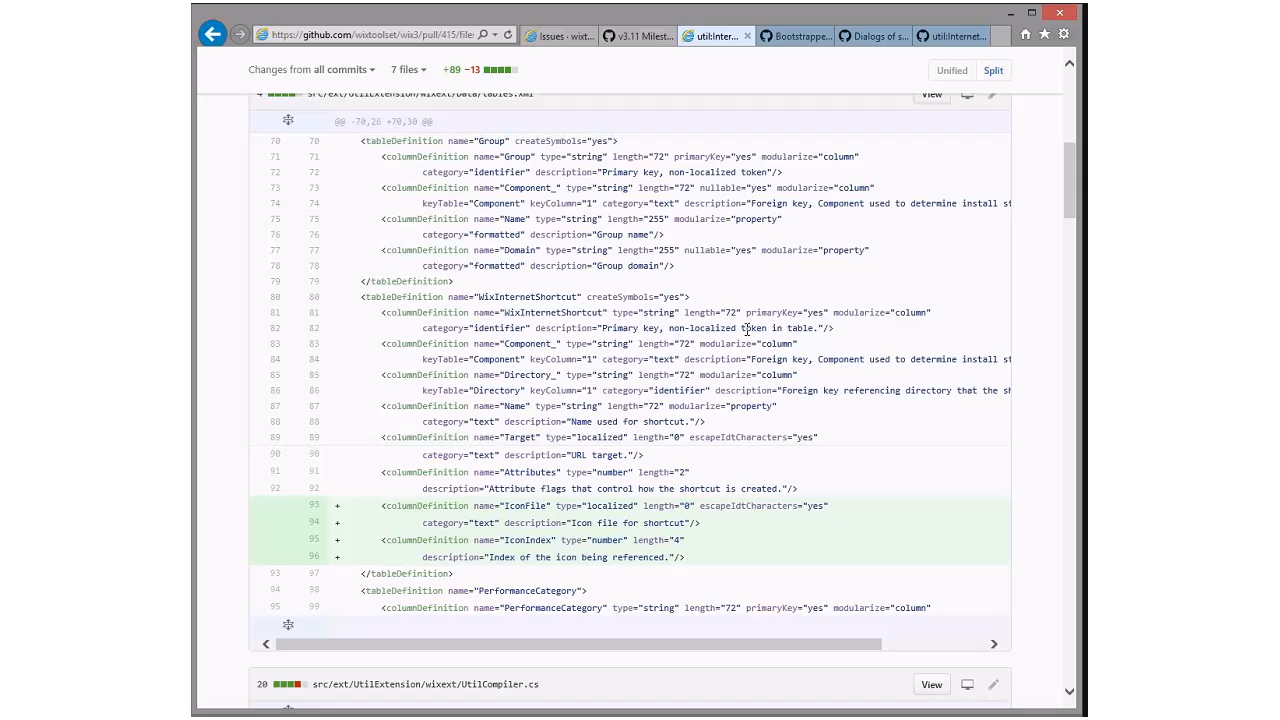 https://github.com/wixtoolset/wix3/pull/415/file
Issues · wixt...
v3.11 Milest...
util:Inter...
Bootstrappe...
Dialogs of s...
util:Internet...
Changes from all commits
7 files
+89 −13
Unified
Split
4 src/ext/UtilExtension/wixext/Data/tables.xml
View
@@ -70,26 +70,30 @@
70 70 <tableDefinition name="Group" createSymbols="yes">
71 71 <columnDefinition name="Group" type="string" length="72" primaryKey="yes" modularize="column"
72 72 category="identifier" description="Primary key, non-localized token"/>
73 73 <columnDefinition name="Component_" type="string" length="72" nullable="yes" modularize="column"
74 74 keyTable="Component" keyColumn="1" category="text" description="Foreign key, Component used to determine install st
75 75 <columnDefinition name="Name" type="string" length="255" modularize="property"
76 76 category="formatted" description="Group name"/>
77 77 <columnDefinition name="Domain" type="string" length="255" nullable="yes" modularize="property"
78 78 category="formatted" description="Group domain"/>
79 79 </tableDefinition>
80 80 <tableDefinition name="WixInternetShortcut" createSymbols="yes">
81 81 <columnDefinition name="WixInternetShortcut" type="string" length="72" primaryKey="yes" modularize="column"
82 82 category="identifier" description="Primary key, non-localized token in table."/>
83 83 <columnDefinition name="Component_" type="string" length="72" modularize="column"
84 84 keyTable="Component" keyColumn="1" category="text" description="Foreign key, Component used to determine install st
85 85 <columnDefinition name="Directory_" type="string" length="72" modularize="column"
86 86 keyTable="Directory" keyColumn="1" category="identifier" description="Foreign key referencing directory that the sh
87 87 <columnDefinition name="Name" type="string" length="72" modularize="property"
88 88 category="text" description="Name used for shortcut."/>
89 89 <columnDefinition name="Target" type="localized" length="0" escapeIdtCharacters="yes"
90 90 category="text" description="URL target."/>
91 91 <columnDefinition name="Attributes" type="number" length="2"
92 92 description="Attribute flags that control how the shortcut is created."/>
93 + <columnDefinition name="IconFile" type="localized" length="0" escapeIdtCharacters="yes"
94 + category="text" description="Icon file for shortcut"/>
95 + <columnDefinition name="IconIndex" type="number" length="4"
96 + description="Index of the icon being referenced."/>
93 97 </tableDefinition>
94 98 <tableDefinition name="PerformanceCategory">
95 99 <columnDefinition name="PerformanceCategory" type="string" length="72" primaryKey="yes" modularize="column"
20 src/ext/UtilExtension/wixext/UtilCompiler.cs
View